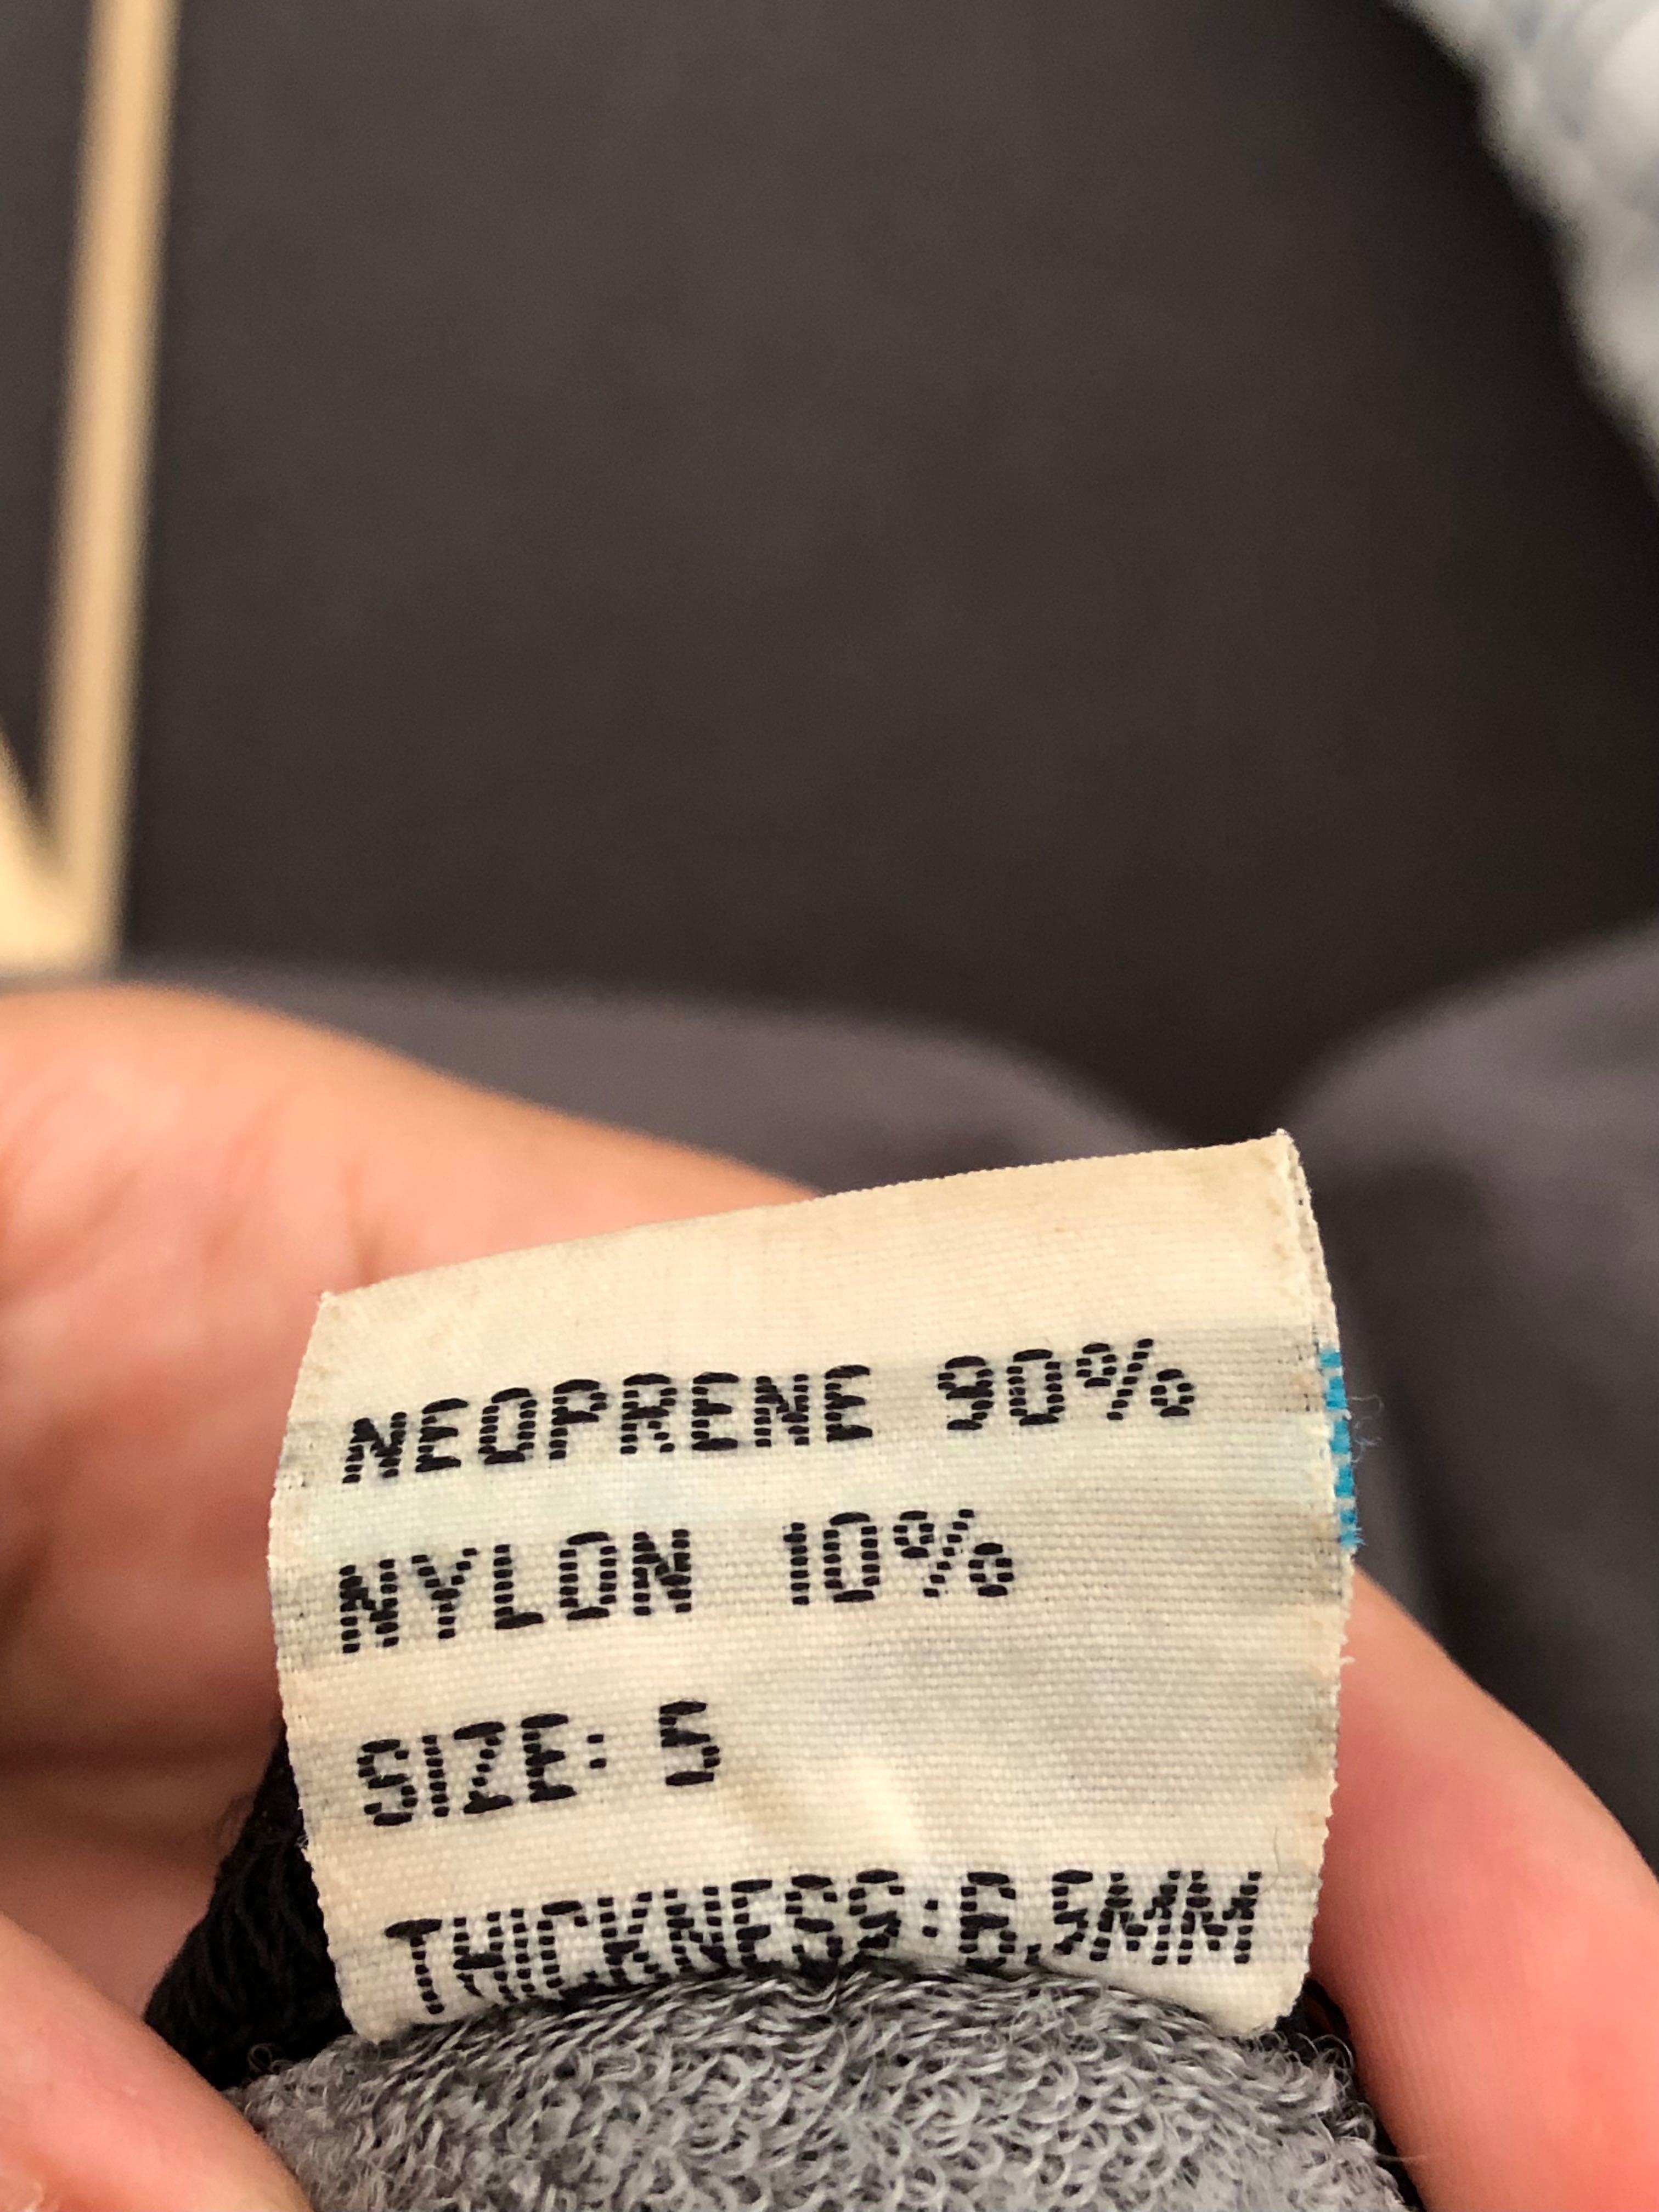 NEOPRENE 90%
NYLON 10%
SIZE: 5
THICKNESS:6.5MM